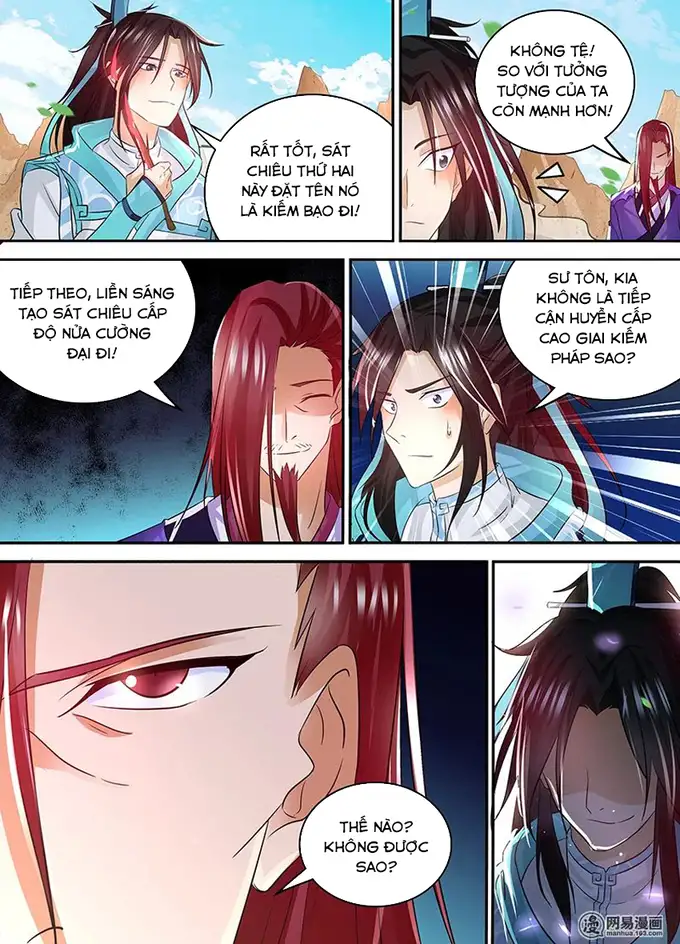 RẤT TỐT, SÁT
CHIÊU THỨ HAI
NÀY ĐẶT TÊN NÓ
LÀ KIẾM BẠO ĐI!
KHÔNG TỆ!
SO VỚI TƯỞNG
TƯỢNG CỦA TA
CÒN MẠNH HƠN!
TIẾP THEO, LIỀN SÁNG
TẠO SÁT CHIÊU CẤP
ĐỘ NỬA CƯỜNG
ĐẠI ĐI!
SƯ TÔN, KIA
KHÔNG LÀ TIẾP
CẬN HUYỀN CẤP
CAO GIAI KIẾM
PHÁP SAO?
THẾ NÀO?
KHÔNG ĐƯỢC
SAO?
网易漫画
manhua.163.com